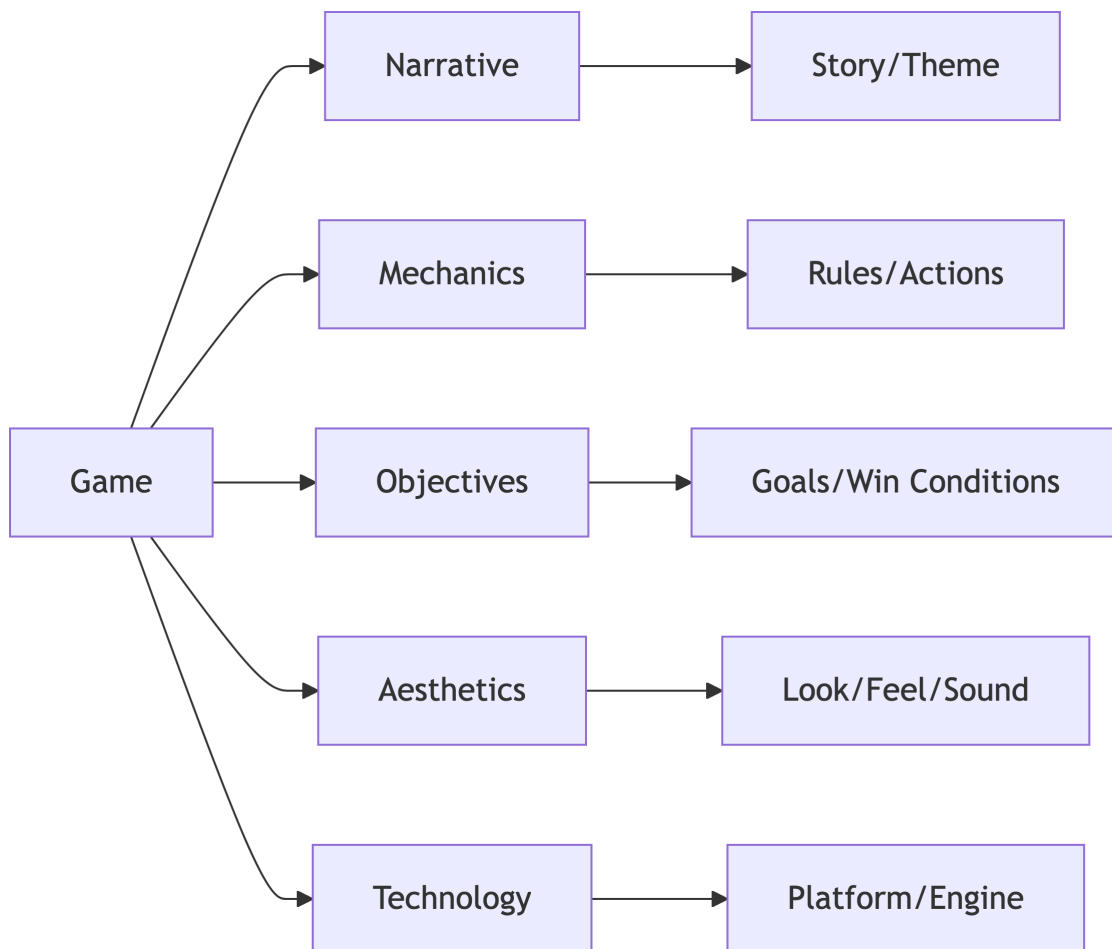 Narrative
Story/Theme
Mechanics
Rules/Actions
Game
Objectives
Goals/Win Conditions
Aesthetics
Look/Feel/Sound
Technology
Platform/Engine